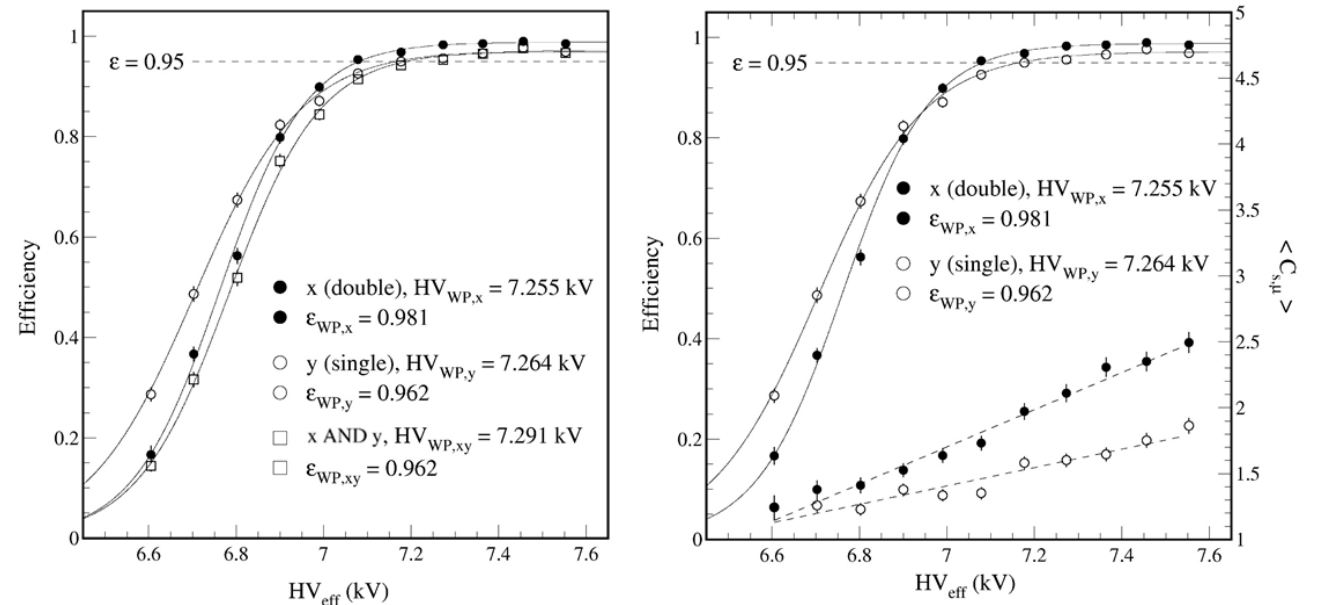 1
0.8
0.6
0.4
0.2
0
Efficiency
ε = 0.95
x (double), HV_WP,x = 7.255 kV
ε_WP,x = 0.981
y (single), HV_WP,y = 7.264 kV
ε_WP,y = 0.962
x AND y, HV_WP,xy = 7.291 kV
ε_WP,xy = 0.962
6.6 6.8 7 7.2 7.4 7.6
HV_eff (kV)
1
0.8
0.6
0.4
0.2
0
Efficiency
ε = 0.95
x (double), HV_WP,x = 7.255 kV
ε_WP,x = 0.981
y (single), HV_WP,y = 7.264 kV
ε_WP,y = 0.962
5
4.5
4
3.5
3
2.5
2
1.5
1
< C_s,μ >
6.6 6.8 7 7.2 7.4 7.6
HV_eff (kV)